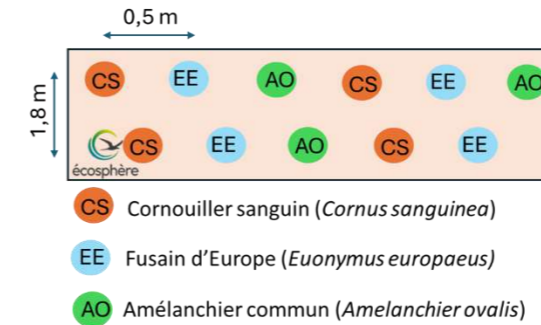 0,5 m
1,8 m
CS EE AO CS EE AO
CS EE AO CS EE
écosphère
CS Cornouiller sanguin (Cornus sanguinea)
EE Fusain d'Europe (Euonymus europaeus)
AO Amélanchier commun (Amelanchier ovalis)